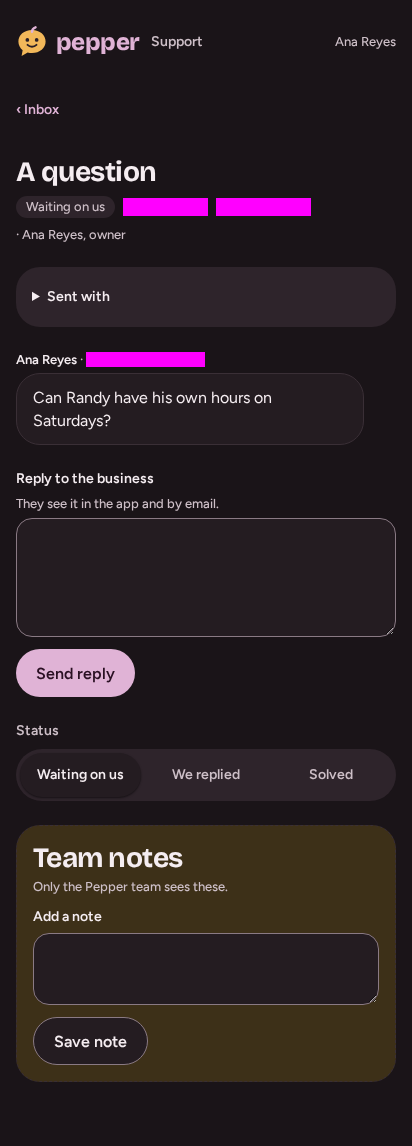 pepper Support Ana Reyes
‹ Inbox
A question
Waiting on us
· Ana Reyes, owner
Sent with
Ana Reyes ·
Can Randy have his own hours on
Saturdays?
Reply to the business
They see it in the app and by email.
Send reply
Status
Waiting on us We replied Solved
Team notes
Only the Pepper team sees these.
Add a note
Save note